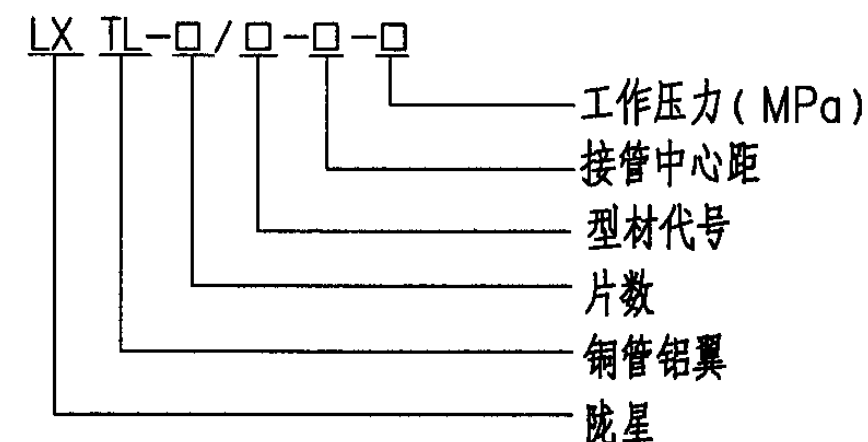 LX TL-□/□-□-□
工作压力(MPa)
接管中心距
型材代号
片数
铜管铝翼
陇星